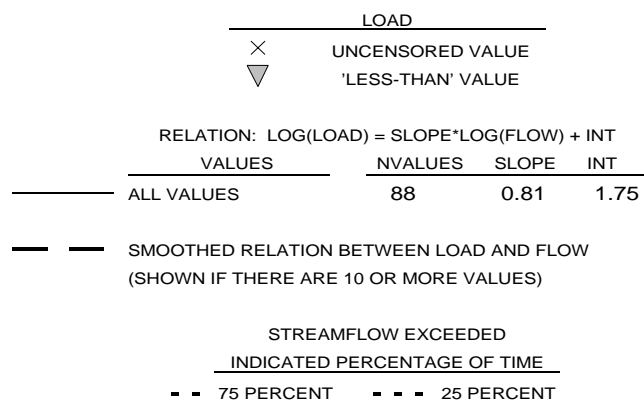 LOAD
UNCENSORED VALUE
'LESS-THAN' VALUE
RELATION: LOG(LOAD) = SLOPE*LOG(FLOW) + INT
VALUES NVALUES SLOPE INT
ALL VALUES 88 0.81 1.75
SMOOTHED RELATION BETWEEN LOAD AND FLOW
(SHOWN IF THERE ARE 10 OR MORE VALUES)
STREAMFLOW EXCEEDED
INDICATED PERCENTAGE OF TIME
75 PERCENT 25 PERCENT